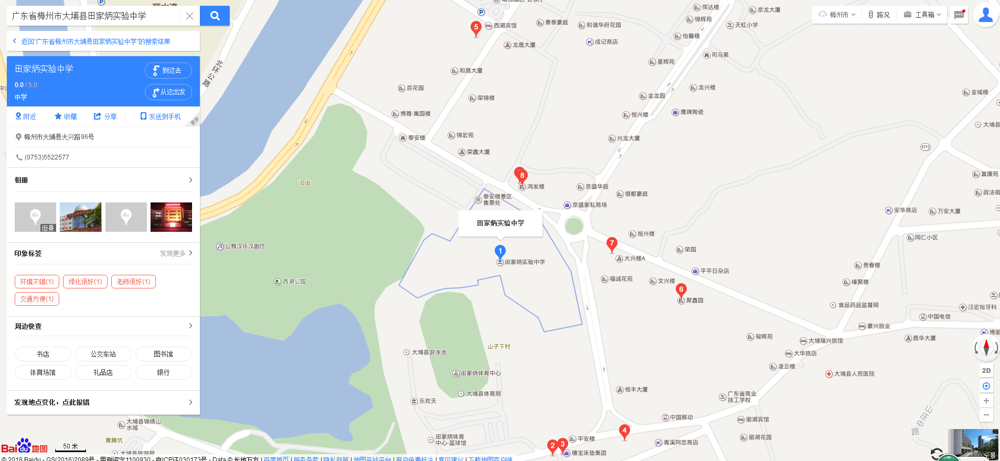 广东省梅州市大埔县田家炳实验中学
返回"广东省梅州市大埔县田家炳实验中学"的搜索结果
田家炳实验中学
到这去
0.0 / 5.0
中学
从这出发
附近
收藏
分享
发送到手机
更多
梅州市大埔县大兴路96号
(0753)5522577
相册
街景
印象标签
发现更多
环境不错(1)
绿化很好(1)
老师很好(1)
交通方便(1)
周边快查
书店
公交车站
图书馆
体育场馆
礼品店
银行
发现地点变化，点此报错
梅州市
路况
工具箱
北环公路
西湖宾馆
景泰豪庭
和谐华府花园
恽达楼
京龙大厦
锦辉苑
天虹小学
怡馨楼
成记商店
龙晟大厦
司马第
星辉苑
和昌大厦
百花园
荣锦楼
龙兴楼
金龙园
金城楼
博雅·寓园楼
恒兴楼
鹰牌陶瓷
大埔县
泰安楼
锦宏苑
兴龙大厦
荣鑫大厦
ATM
富康苑
旧田
鸿发楼
京盛华庭
银都豪庭
政法宿
泰安楼景区
售票处
京盛家私商场
安华商店
万安大厦
田家炳实验中学
旭兴楼
同仁小区
公颓汉乐汉剧厅
荣园
大兴楼A
田家炳实验中学
贵春楼
平平日杂店
西湖公园
福诚花苑
文兴楼
缘聚楼
聚鑫园
食品药品监督局
汪宏裕牙科
中国电信
豪兴旅业
博丽
骏晖苑
大埔瑞兴旅馆
昌华大厦
山子下村
大埔县游泳池
大华旅店
凌云楼
田家炳体育中心
大埔县人民医院
大埔县体育局
恒丰大厦
广东省商业
技工学校
乐欢天
中国移动
丽湖宾馆
大埔县锦绣山
水城
黄腾坑
田家炳体育
中心-篮球馆
平安楼
青溪阿忠商店
丽湖花园
穗宝床垫集团
大埔县旅游局
1
2
3
4
5
6
7
8
2D
全景
Bai du 地图
50 米
© 2018 Baidu - GS(2016)2089号 - 甲测资字1100930 - 京ICP证030173号 - Data © 长地万方 | 百度首页 | 服务条款 | 隐私政策 | 地图开放平台 | 商户免费标注 | 意见建议 | 下载地图客户端